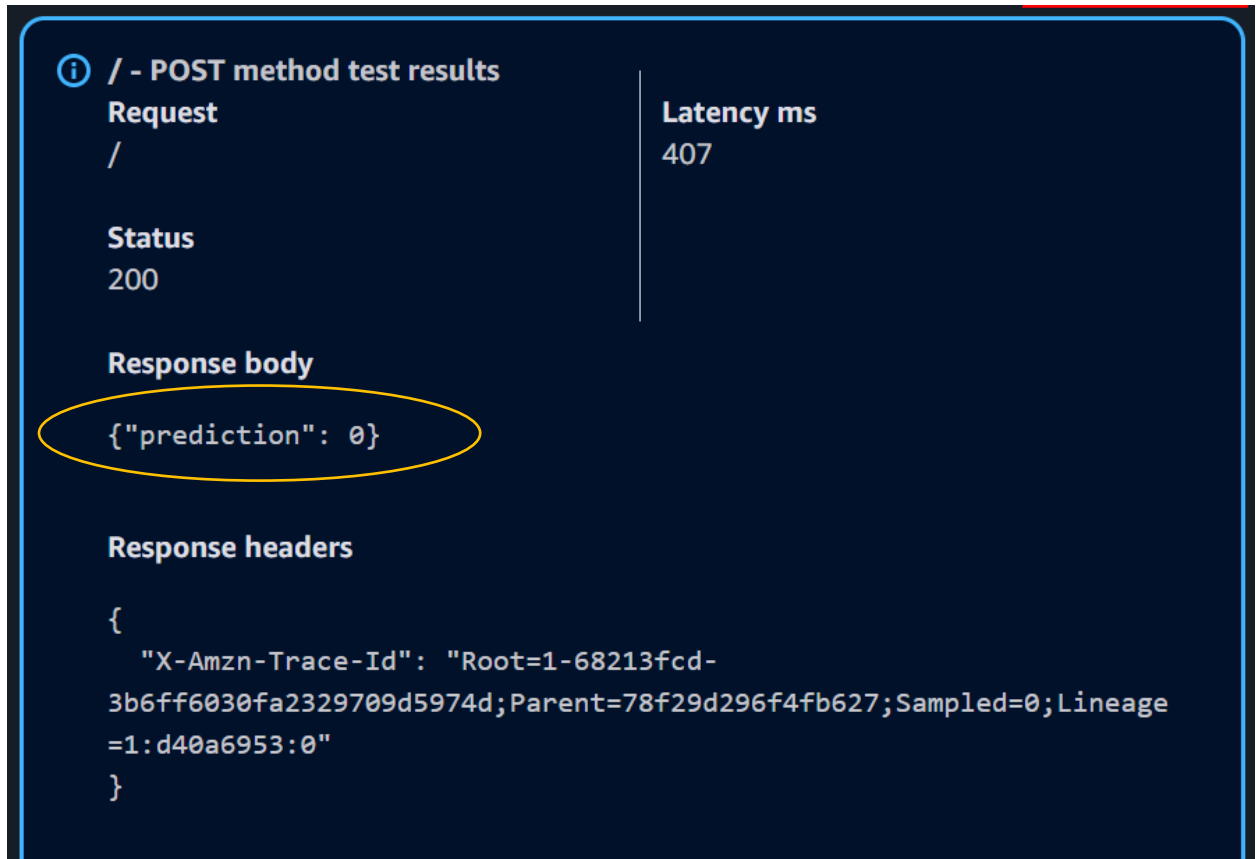 / - POST method test results
Request
/
Latency ms
407
Status
200
Response body
{"prediction": 0}
Response headers
{
"X-Amzn-Trace-Id": "Root=1-68213fcd-
3b6ff6030fa2329709d5974d;Parent=78f29d296f4fb627;Sampled=0;Lineage
=1:d40a6953:0"
}